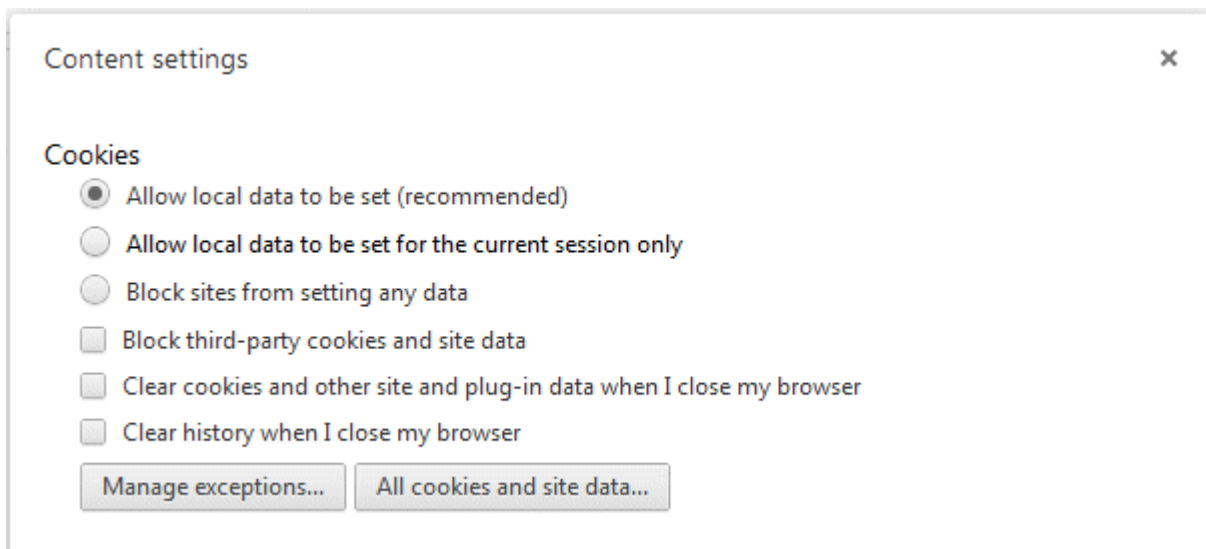 Content settings
Cookies
Allow local data to be set (recommended)
Allow local data to be set for the current session only
Block sites from setting any data
Block third-party cookies and site data
Clear cookies and other site and plug-in data when I close my browser
Clear history when I close my browser
Manage exceptions... All cookies and site data...